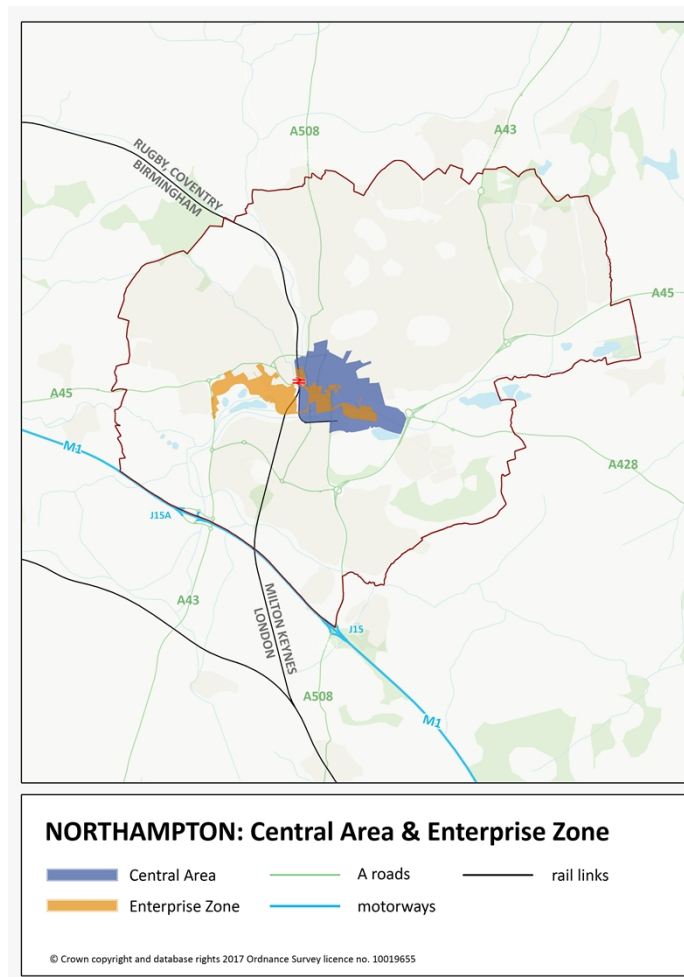 A508
A43
RUGBY, COVENTRY
BIRMINGHAM
A45
A45
M1
A428
J15A
A43
MILTON KEYNES
LONDON
J15
A508
M1
NORTHAMPTON: Central Area & Enterprise Zone
Central Area
A roads
rail links
Enterprise Zone
motorways
© Crown copyright and database rights 2017 Ordnance Survey licence no. 10019655